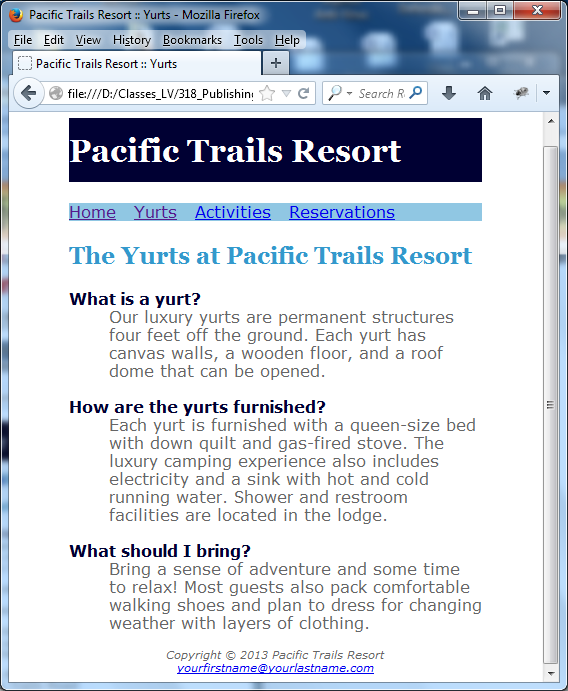 Pacific Trails Resort :: Yurts - Mozilla Firefox
File Edit View History Bookmarks Tools Help
Pacific Trails Resort :: Yurts
file:///D:/Classes_LV/318_Publishing
Search
Pacific Trails Resort
Home Yurts Activities Reservations
The Yurts at Pacific Trails Resort
What is a yurt?
Our luxury yurts are permanent structures
four feet off the ground. Each yurt has
canvas walls, a wooden floor, and a roof
dome that can be opened.
How are the yurts furnished?
Each yurt is furnished with a queen-size bed
with down quilt and gas-fired stove. The
luxury camping experience also includes
electricity and a sink with hot and cold
running water. Shower and restroom
facilities are located in the lodge.
What should I bring?
Bring a sense of adventure and some time
to relax! Most guests also pack comfortable
walking shoes and plan to dress for changing
weather with layers of clothing.
Copyright © 2013 Pacific Trails Resort
yourfirstname@yourlastname.com